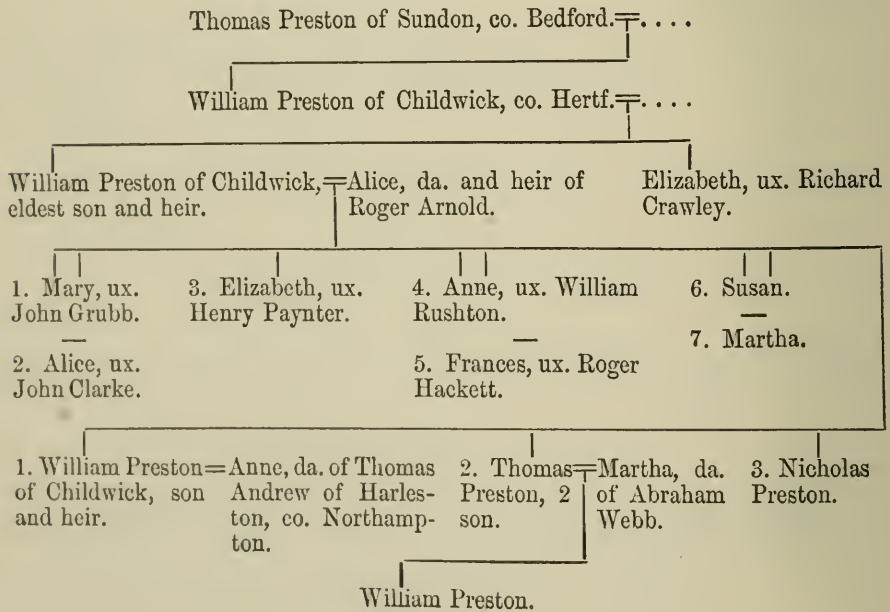 Thomas Preston of Sundon, co. Bedford.=....
William Preston of Childwick, co. Hertf.=....
William Preston of Childwick,=Alice, da. and heir of
eldest son and heir.
Roger Arnold.
Elizabeth, ux. Richard
Crawley.
1. Mary, ux.
John Grubb.
—
2. Alice, ux.
John Clarke.
3. Elizabeth, ux.
Henry Paynter.
4. Anne, ux. William
Rushton.
—
5. Frances, ux. Roger
Hackett.
6. Susan.
—
7. Martha.
1. William Preston=
of Childwick, son
and heir.
Anne, da. of Thomas
Andrew of Harles-
ton, co. Northamp-
ton.
2. Thomas=
Preston, 2
son.
Martha, da.
of Abraham
Webb.
3. Nicholas
Preston.
William Preston.